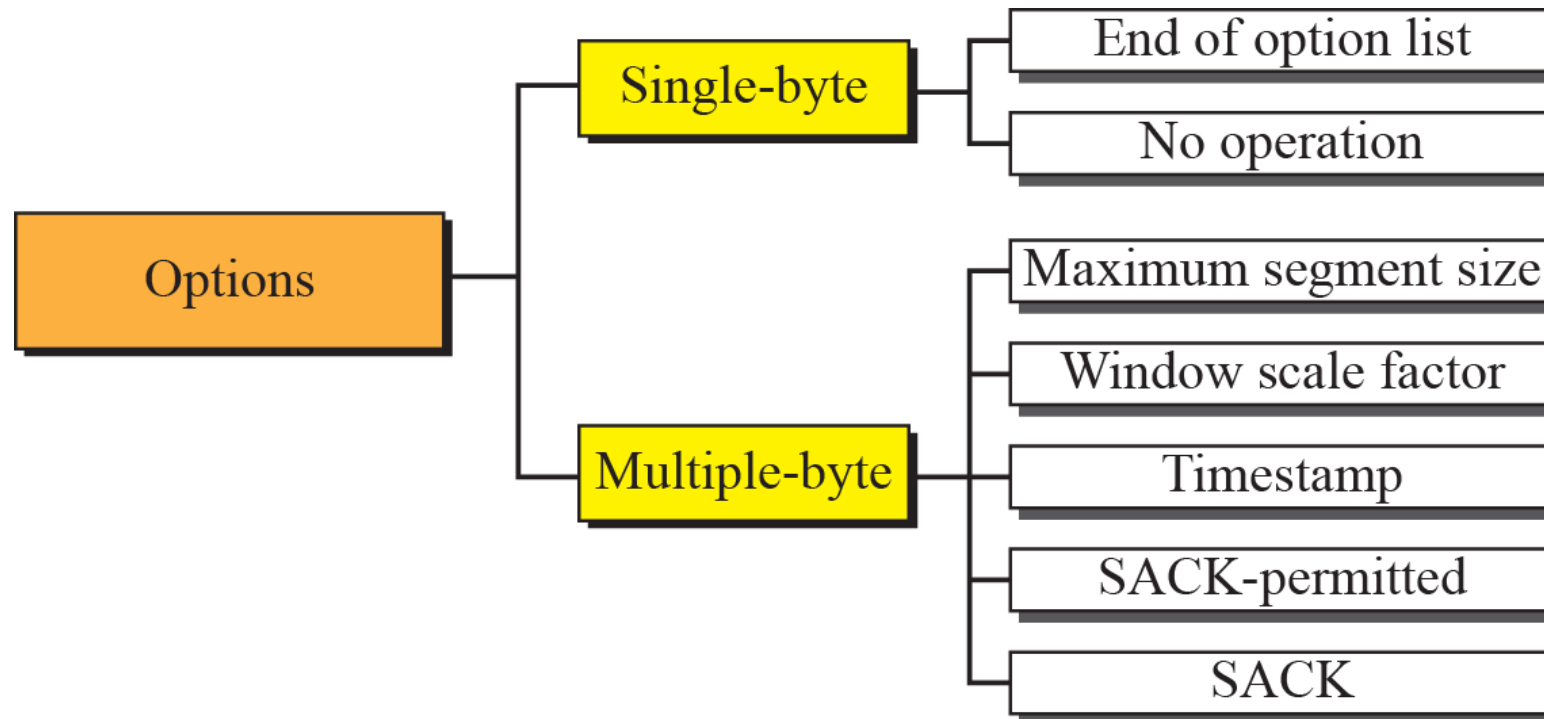 Options
Single-byte
End of option list
No operation
Multiple-byte
Maximum segment size
Window scale factor
Timestamp
SACK-permitted
SACK